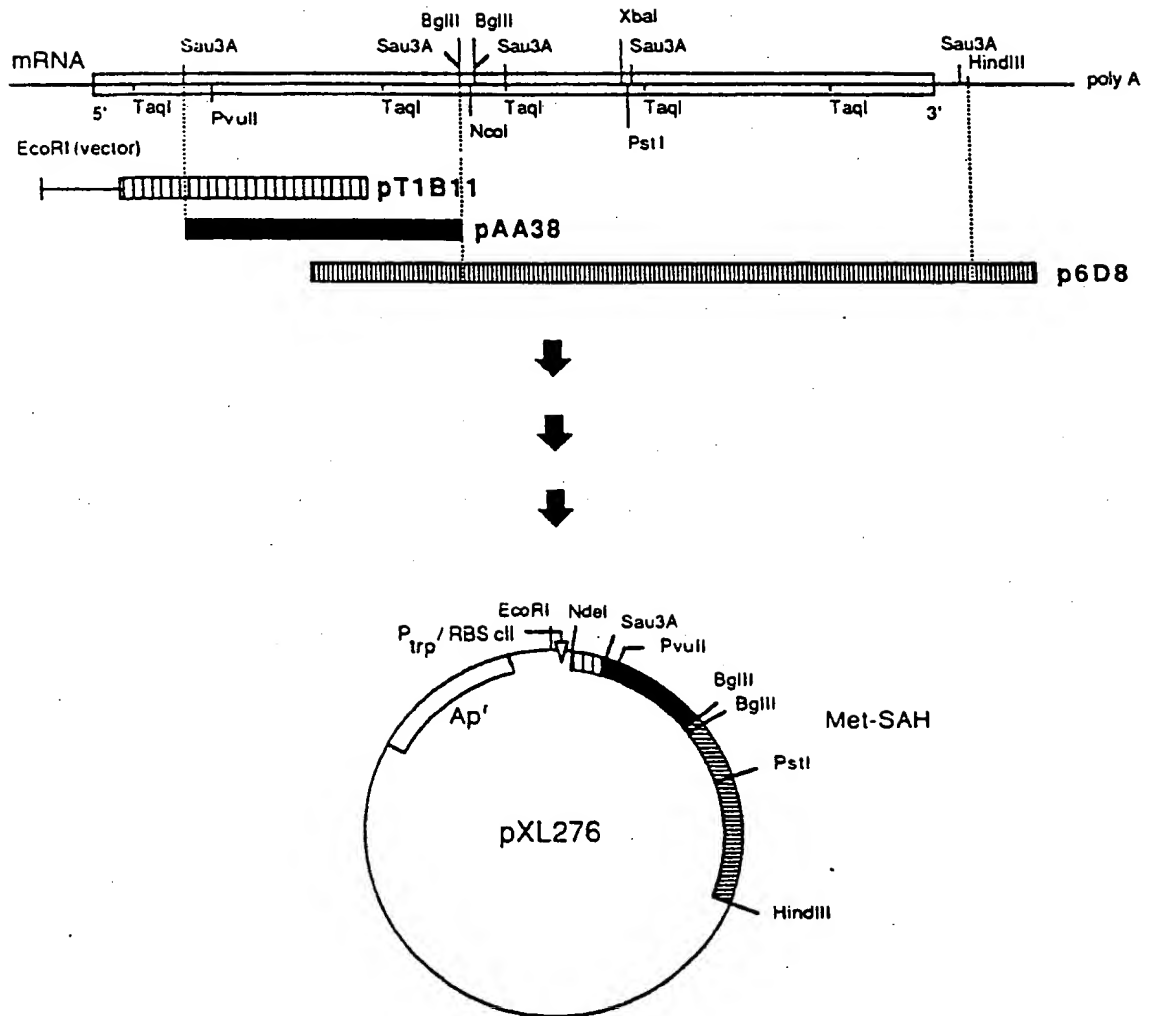 BglII BglII XbaI
Sau3A Sau3A Sau3A Sau3A Sau3A
HindIII
mRNA
poly A
5' TaqI TaqI TaqI TaqI TaqI 3'
PvuII
NcoI
PstI
EcoRI (vector)
pT1B11
pAA38
p6D8
EcoRI NdeI
P trp / RBS cII
Sau3A
PvuII
BglII
BglII
Met-SAH
Ap r
PstI
pXL276
HindIII